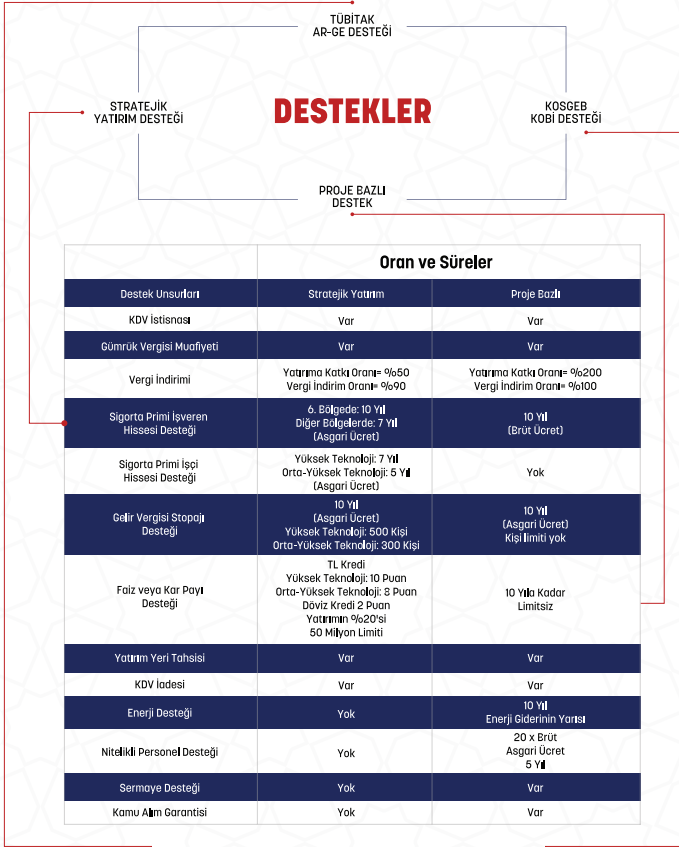 TÜBİTAK
AR-GE DESTEĞİ
STRATEJİK
YATIRIM DESTEĞİ
DESTEKLER
KOSGEB
KOBİ DESTEĞİ
PROJE BAZLI
DESTEK
Oran ve Süreler
Destek Unsurları Stratejik Yatırım Proje Bazlı
KDV İstisnası Var Var
Gümrük Vergisi Muafiyeti Var Var
Vergi İndirimi
Yatırıma Katkı Oranı= %50
Vergi İndirim Oranı= %90
Yatırıma Katkı Oranı= %200
Vergi İndirim Oranı= %100
Sigorta Primi İşveren
Hissesi Desteği
6. Bölgede: 10 Yıl
Diğer Bölgelerde: 7 Yıl
(Asgari Ücret)
10 Yıl
(Brüt Ücret)
Sigorta Primi İşçi
Hissesi Desteği
Yüksek Teknoloji: 7 Yıl
Orta-Yüksek Teknoloji: 5 Yıl
(Asgari Ücret)
Yok
Gelir Vergisi Stopajı
Desteği
10 Yıl
(Asgari Ücret)
Yüksek Teknoloji: 500 Kişi
Orta-Yüksek Teknoloji: 300 Kişi
10 Yıl
(Asgari Ücret)
Kişi limiti yok
Faiz veya Kar Payı
Desteği
TL Kredi
Yüksek Teknoloji: 10 Puan
Orta-Yüksek Teknoloji: 8 Puan
Döviz Kredi 2 Puan
Yatırımın %20'si
50 Milyon Limiti
10 Yıla Kadar
Limitsiz
Yatırım Yeri Tahsisi Var Var
KDV İadesi Var Var
Enerji Desteği Yok
10 Yıl
Enerji Giderinin Yarısı
Nitelikli Personel Desteği Yok
20 x Brüt
Asgari Ücret
5 Yıl
Sermaye Desteği Yok Var
Kamu Alım Garantisi Yok Var